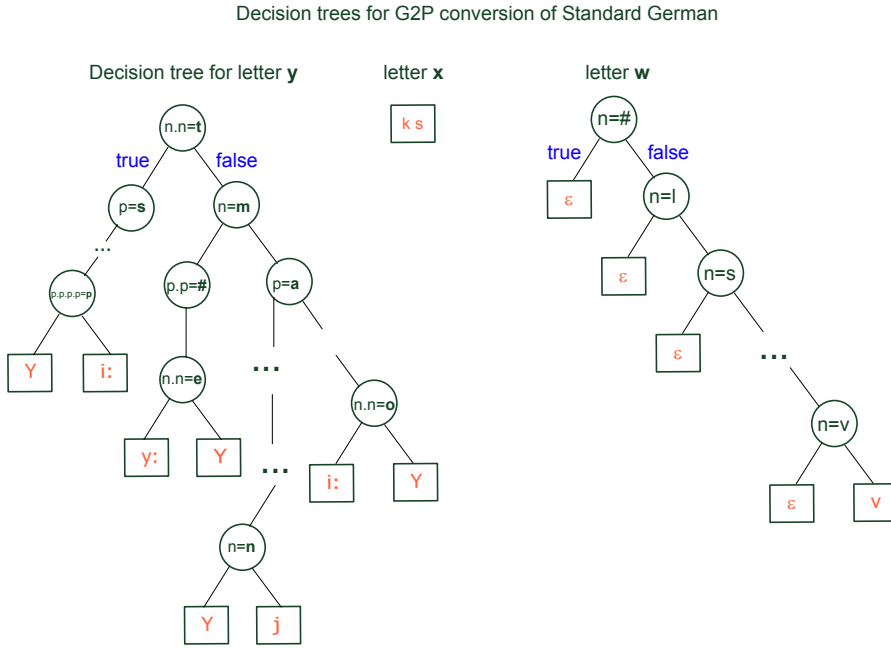 Decision trees for G2P conversion of Standard German
Decision tree for letter y
letter x
letter w
n.n=t
true
false
p=s
n=m
...
p.p.p.p=p
p.p=#
p=a
Y
i:
n.n=e
...
n.n=o
y:
Y
...
i:
Y
n=n
Y
j
k s
n=#
true
false
ε
n=l
ε
n=s
ε
...
n=v
ε
v